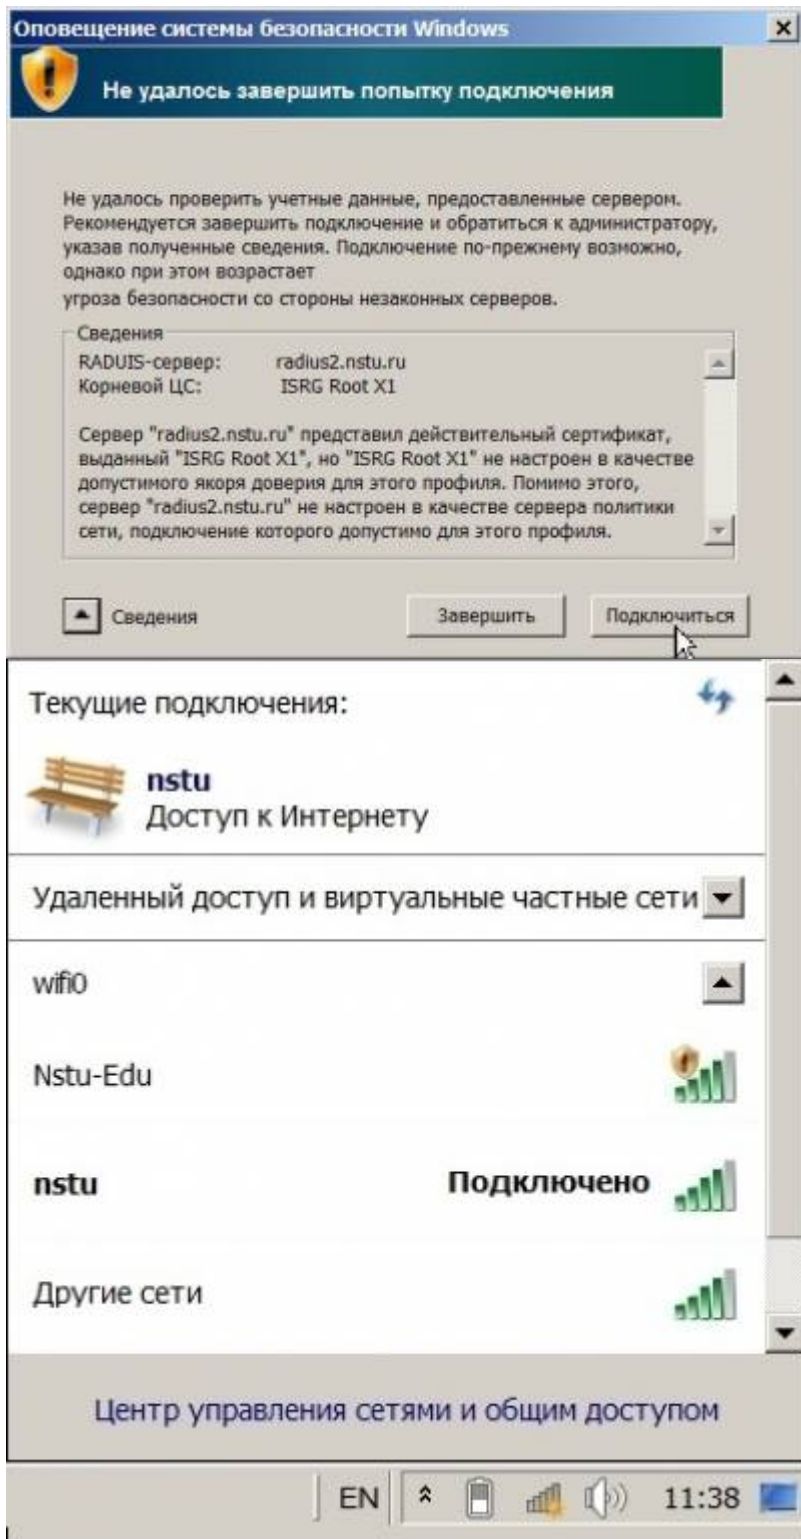 Оповещение системы безопасности Windows
Не удалось завершить попытку подключения
Не удалось проверить учетные данные, предоставленные сервером.
Рекомендуется завершить подключение и обратиться к администратору,
указав полученные сведения. Подключение по-прежнему возможно,
однако при этом возрастает
угроза безопасности со стороны незаконных серверов.
Сведения
RADUIS-сервер: radius2.nstu.ru
Корневой ЦС: ISRG Root X1
Сервер "radius2.nstu.ru" представил действительный сертификат,
выданный "ISRG Root X1", но "ISRG Root X1" не настроен в качестве
допустимого якоря доверия для этого профиля. Помимо этого,
сервер "radius2.nstu.ru" не настроен в качестве сервера политики
сети, подключение которого допустимо для этого профиля.
Сведения
Завершить
Подключиться
Текущие подключения:
nstu
Доступ к Интернету
Удаленный доступ и виртуальные частные сети
wifi0
Nstu-Edu
nstu Подключено
Другие сети
Центр управления сетями и общим доступом
EN 11:38